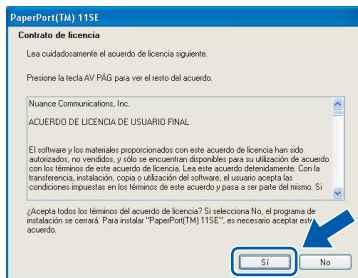 PaperPort(TM) 11SE
Contrato de licencia
Lea cuidadosamente el acuerdo de licencia siguiente.
Presione la tecla AV PÁG para ver el resto del acuerdo.
Nuance Communications, Inc.
ACUERDO DE LICENCIA DE USUARIO FINAL
El software y los materiales proporcionados con este acuerdo de licencia han sido
autorizados, no vendidos, y sólo se encuentran disponibles para su utilización de acuerdo
con los términos de este acuerdo de licencia. Lea este acuerdo detenidamente. Con la
transferencia, instalación, copia o utilización del software, el usuario acepta las
condiciones impuestas en los términos de este acuerdo y pasa a ser parte del mismo. Si
¿Acepta todos los términos del acuerdo de licencia? Si selecciona No, el programa de
instalación se cerrará. Para instalar "PaperPort(TM) 11SE", es necesario aceptar este
acuerdo.
Sí
No